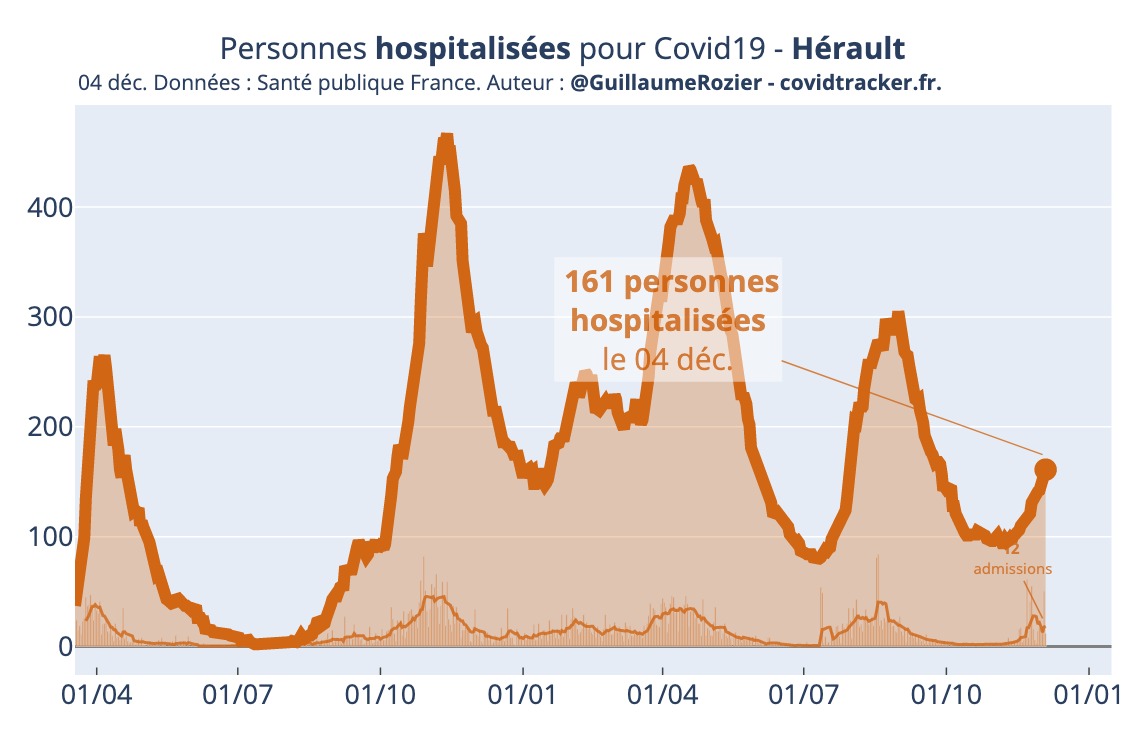 Personnes hospitalisées pour Covid19 - Hérault
04 déc. Données : Santé publique France. Auteur : @GuillaumeRozier - covidtracker.fr.
400
300
200
100
0
161 personnes
hospitalisées
le 04 déc.
12
admissions
01/04 01/07 01/10 01/01 01/04 01/07 01/10 01/01